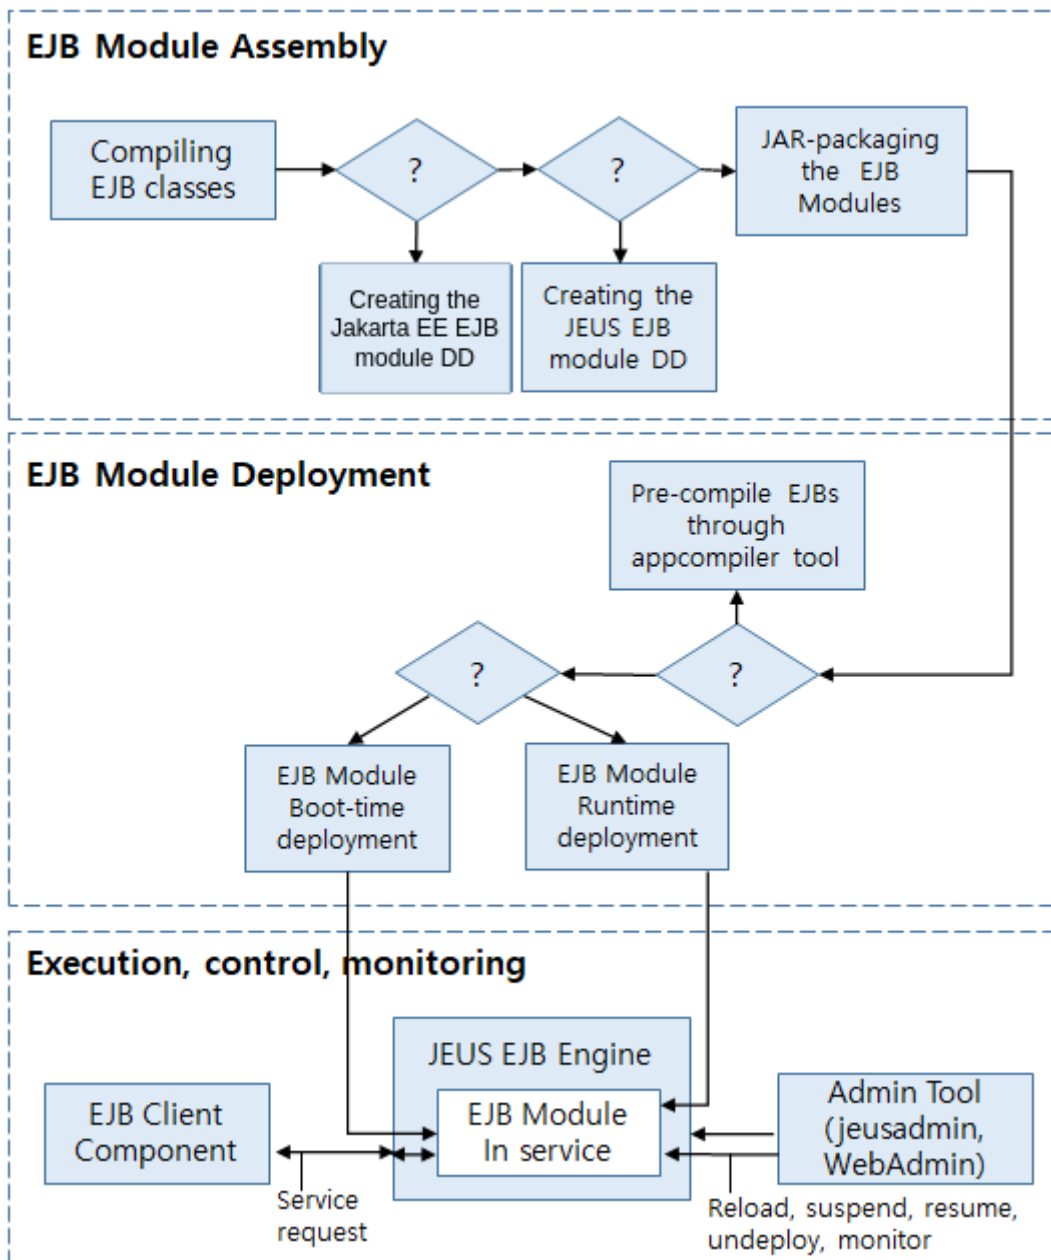 EJB Module Assembly
Compiling
EJB classes
?
?
JAR-packaging
the EJB
Modules
Creating the
Jakarta EE EJB
module DD
Creating the
JEUS EJB
module DD
EJB Module Deployment
Pre-compile EJBs
through
appcompiler tool
?
?
EJB Module
Boot-time
deployment
EJB Module
Runtime
deployment
Execution, control, monitoring
JEUS EJB Engine
EJB Client
Component
EJB Module
In service
Admin Tool
(jeusadmin,
WebAdmin)
Service
request
Reload, suspend, resume,
undeploy, monitor